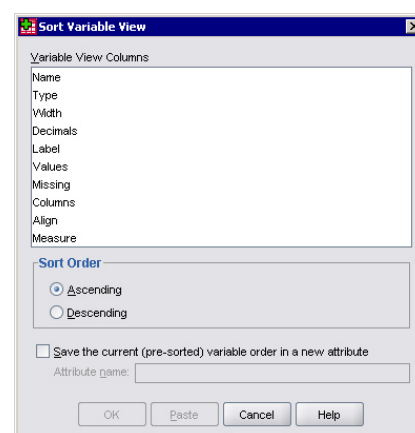 Sort Variable View
Variable View Columns
Name
Type
Width
Decimals
Label
Values
Missing
Columns
Align
Measure
Sort Order
Ascending
Descending
Save the current (pre-sorted) variable order in a new attribute
Attribute name:
OK Paste Cancel Help